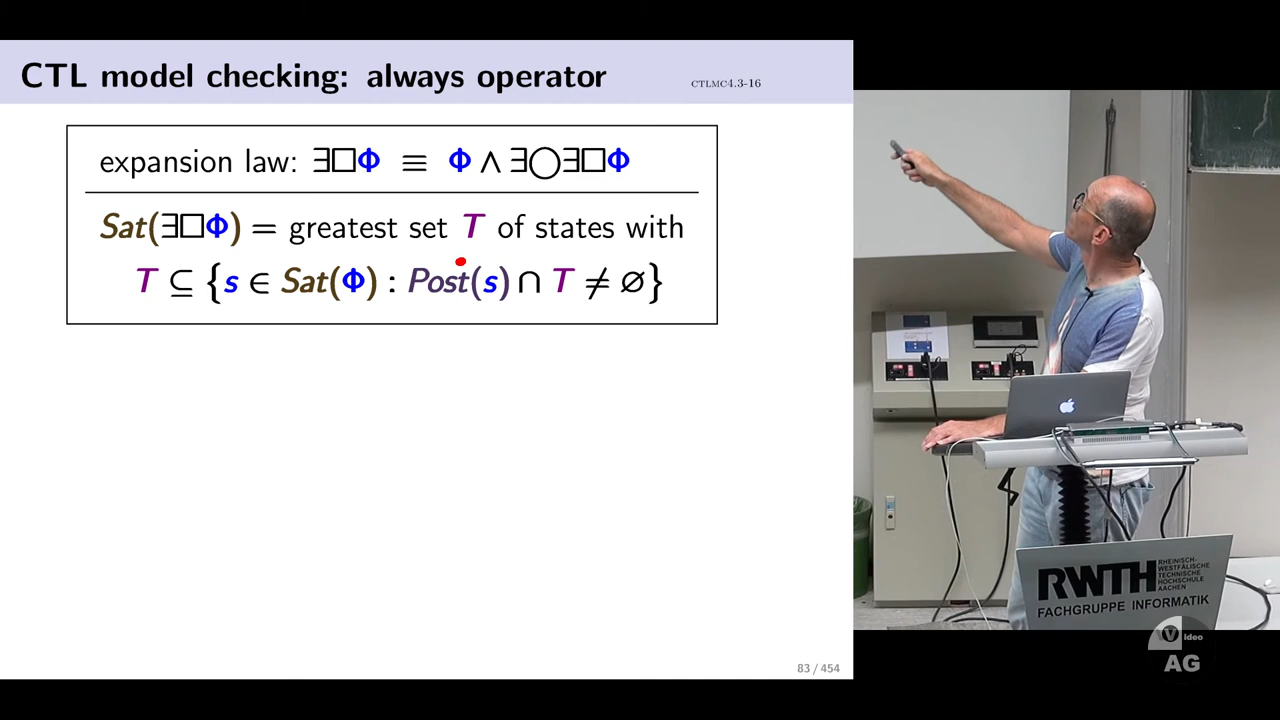 CTL model checking: always operator
CTLMC4.3-16
expansion law: ∃□Φ ≡ Φ ∧ ∃○∃□Φ
Sat(∃□Φ) = greatest set T of states with
T ⊆ {s ∈ Sat(Φ) : Post(s) ∩ T ≠ ∅}
83 / 454
RWTH
RHEINISCH-
WESTFÄLISCHE
TECHNISCHE
HOCHSCHULE
AACHEN
FACHGRUPPE INFORMATIK
Video
AG